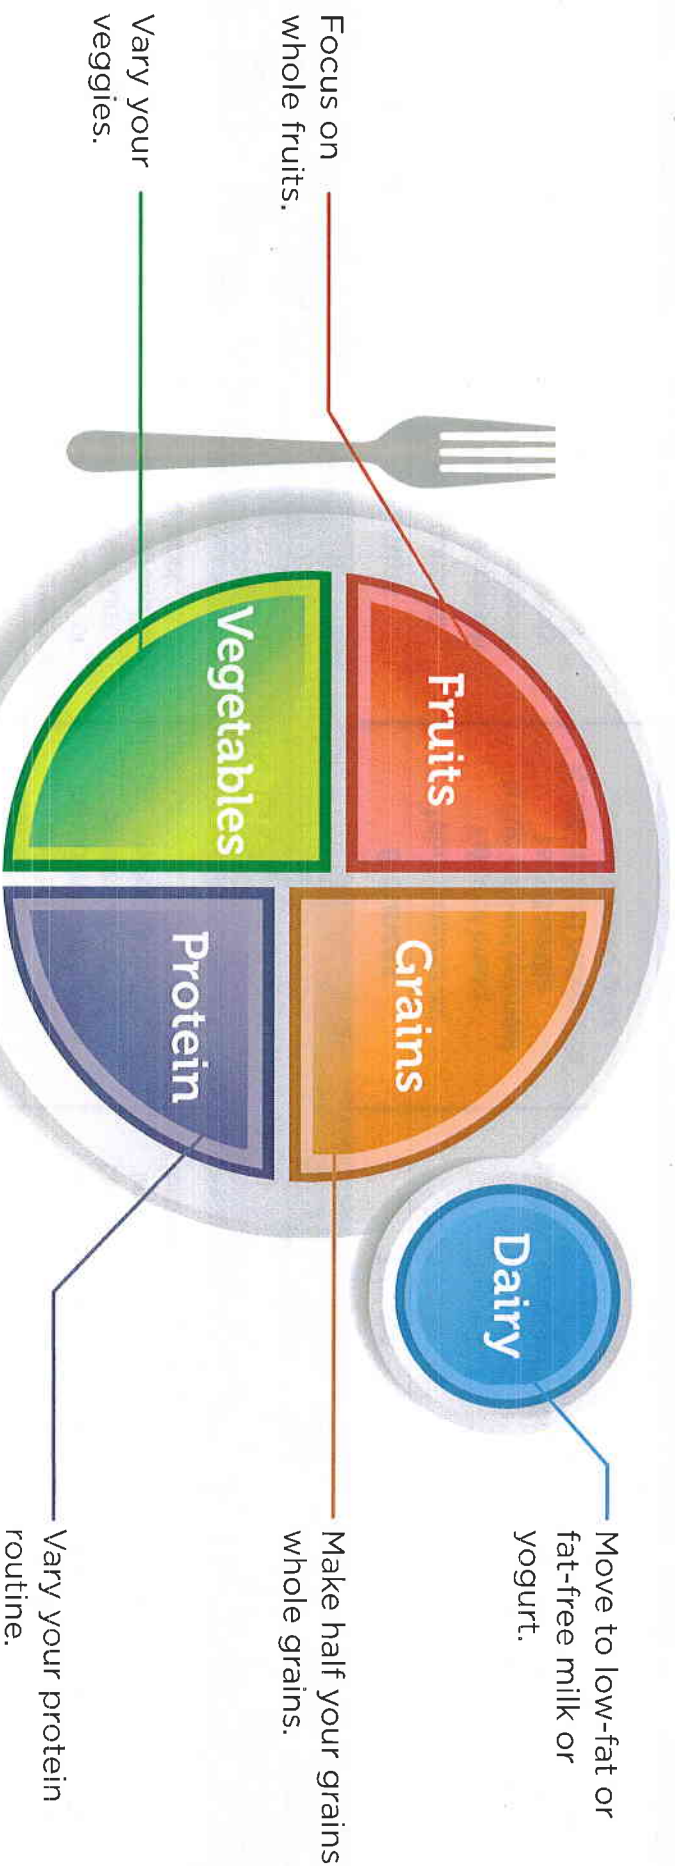 Focus on
whole fruits.
Vary your
veggies.
Fruits
Vegetables
Grains
Protein
Dairy
Move to low-fat or
fat-free milk or
yogurt.
Make half your grains
whole grains.
Vary your protein
routine.